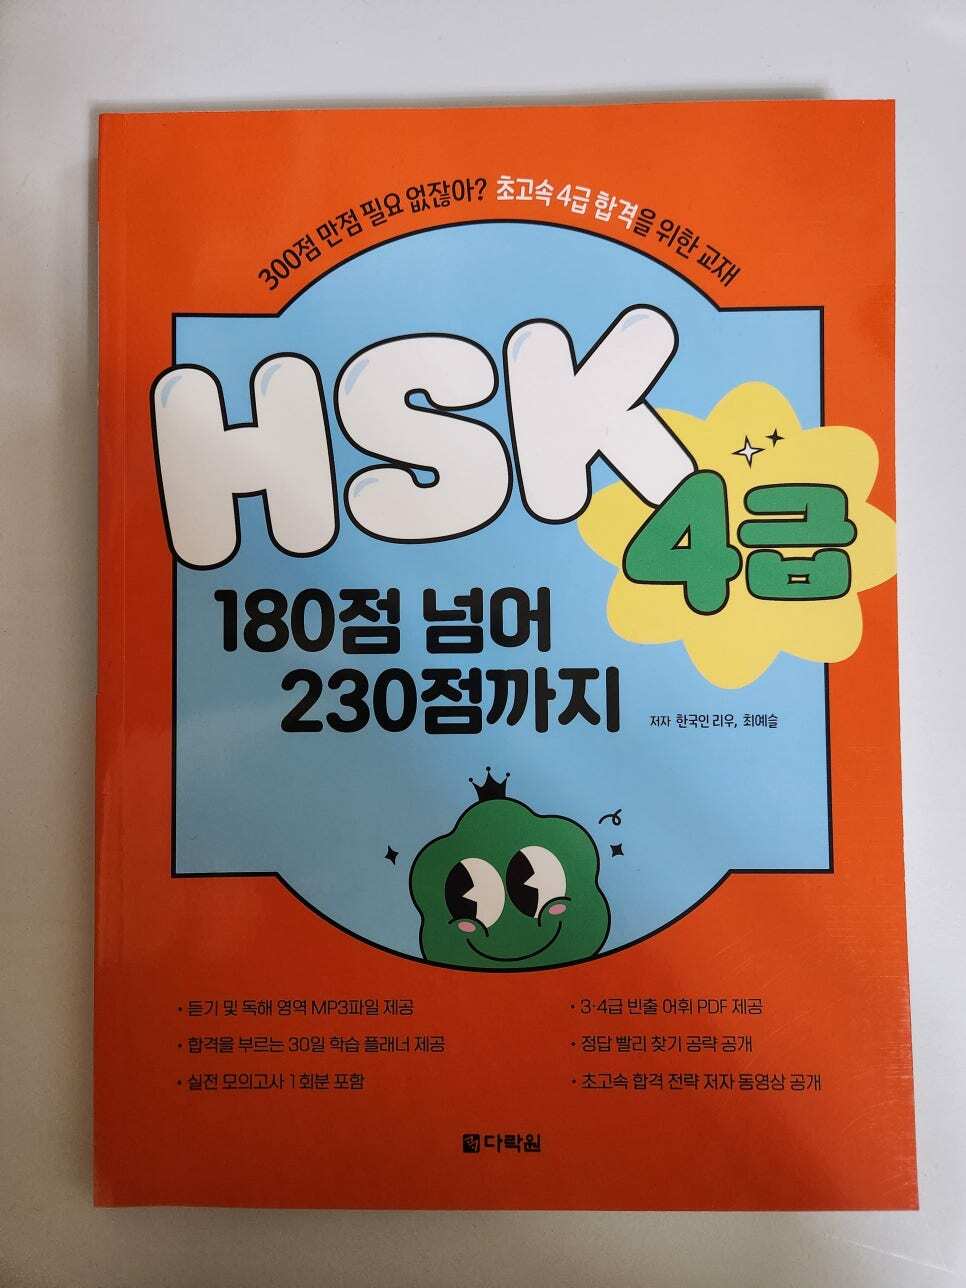 300점 만점 필요 없잖아? 초고속 4급 합격을 위한 교재
HSK
4급
180점 넘어
230점까지
저자 한국인 리우, 최예슬
• 듣기 및 독해 영역 MP3파일 제공
• 합격을 부르는 30일 학습 플래너 제공
• 실전 모의고사 1회분 포함
• 3·4급 빈출 어휘 PDF 제공
• 정답 빨리 찾기 공략 공개
• 초고속 합격 전략 저자 동영상 공개
다락원